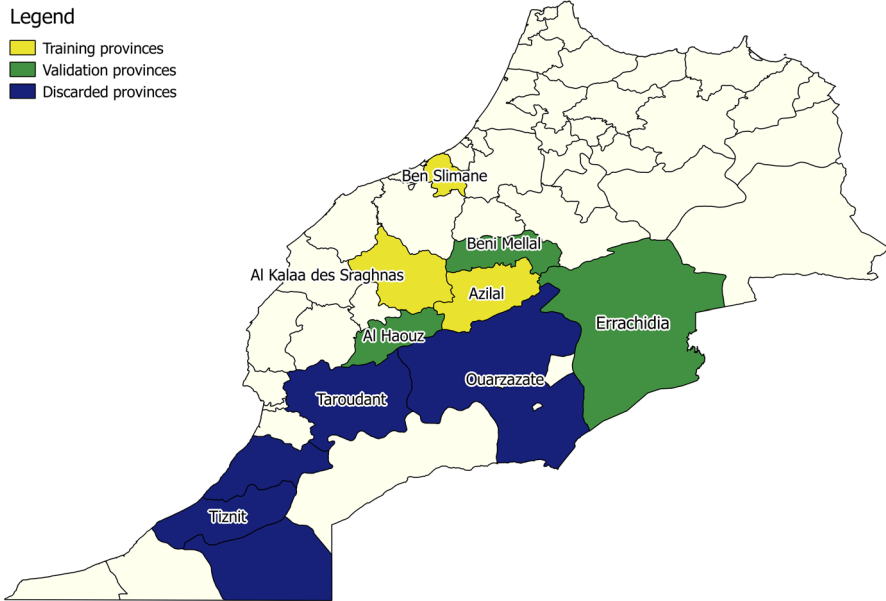 Legend
Training provinces
Validation provinces
Discarded provinces
Ben Slimane
Beni Mellal
Al Kalaa des Sraghnas
Azilal
Errachidia
Al Haouz
Ouarzazate
Taroudant
Tiznit